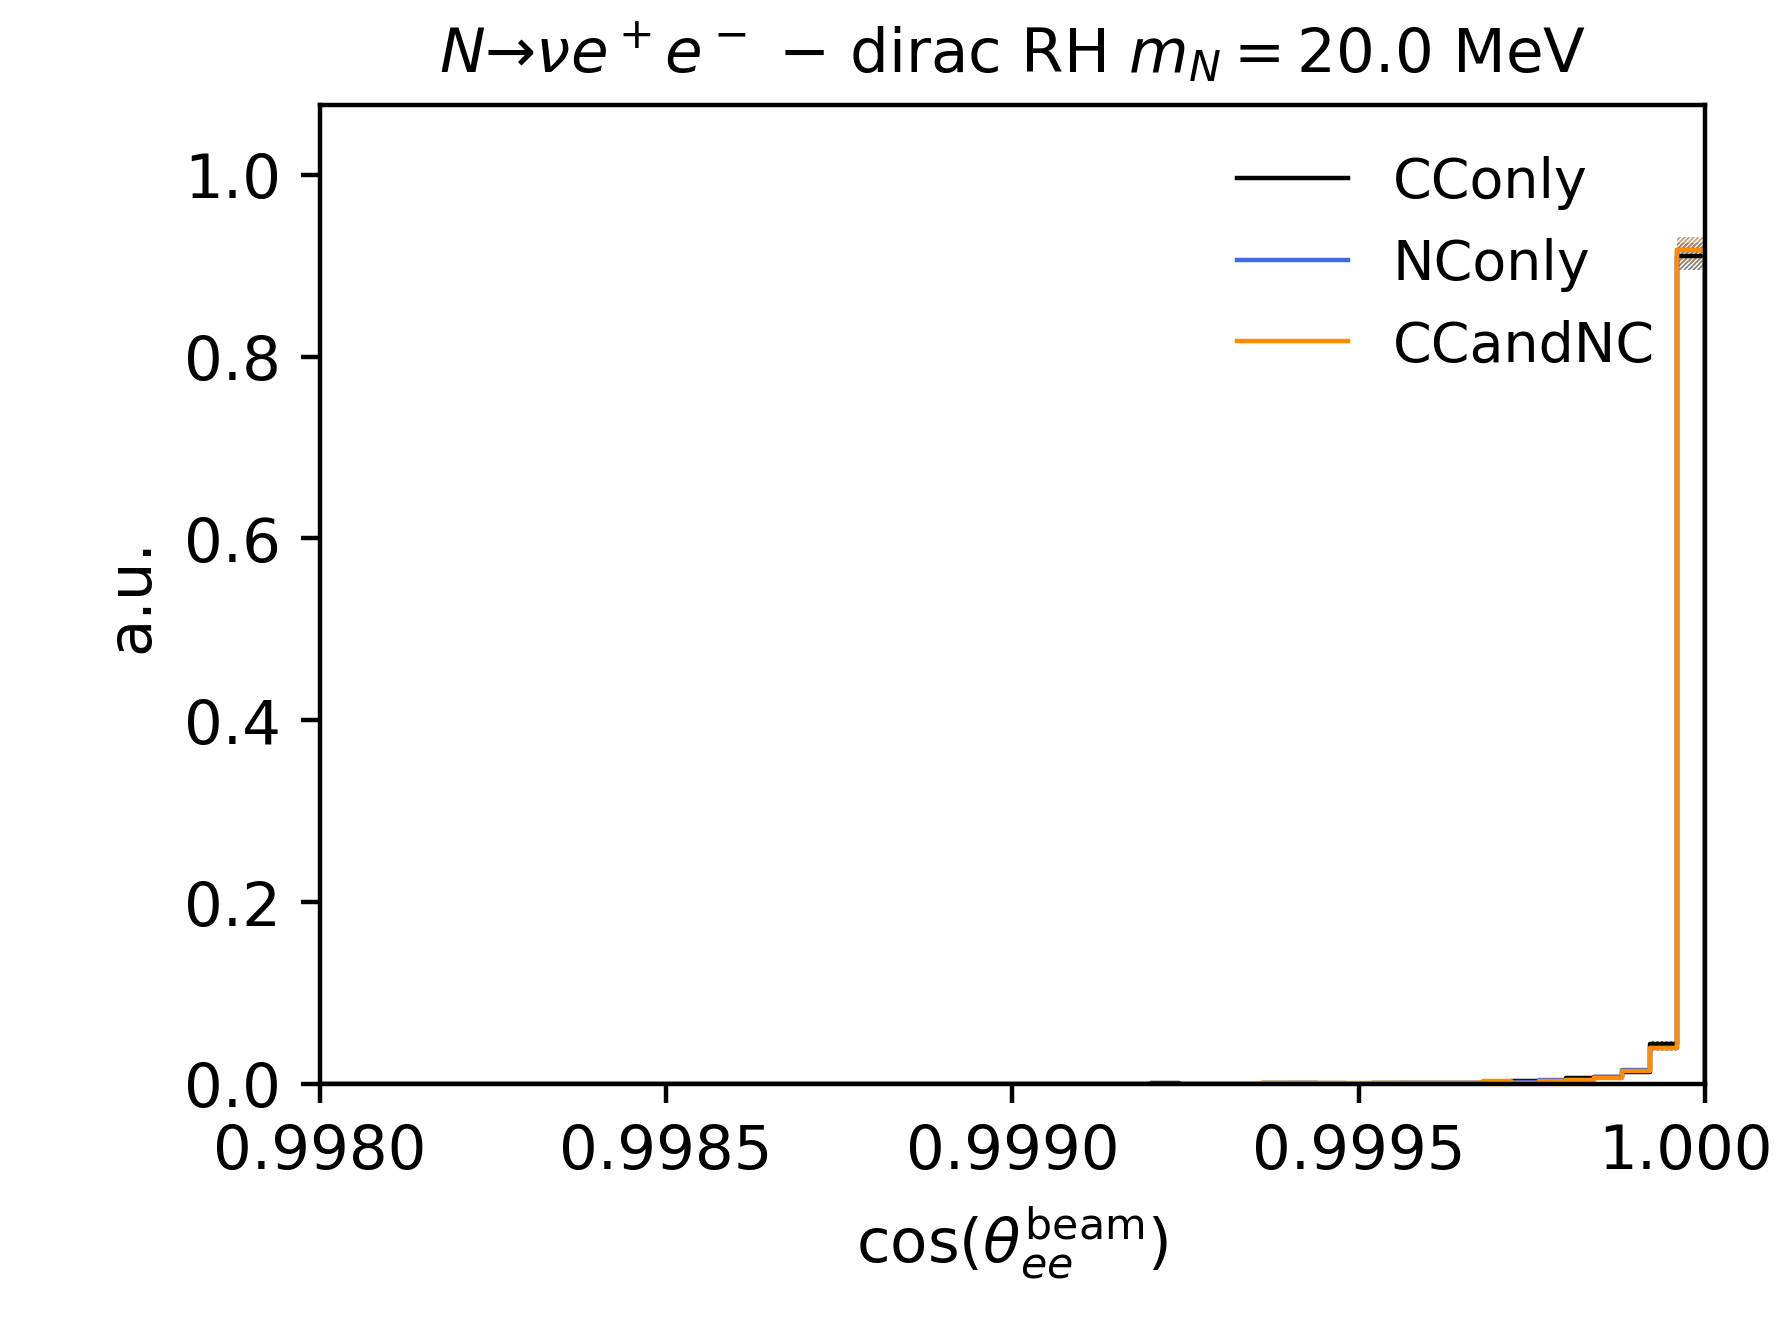 N→νe⁺e⁻ − dirac RH m_N = 20.0 MeV
CConly
NConly
CCandNC
1.0
0.8
0.6
0.4
0.2
0.0
a.u.
0.9980 0.9985 0.9990 0.9995 1.000
cos(θ_ee^beam)